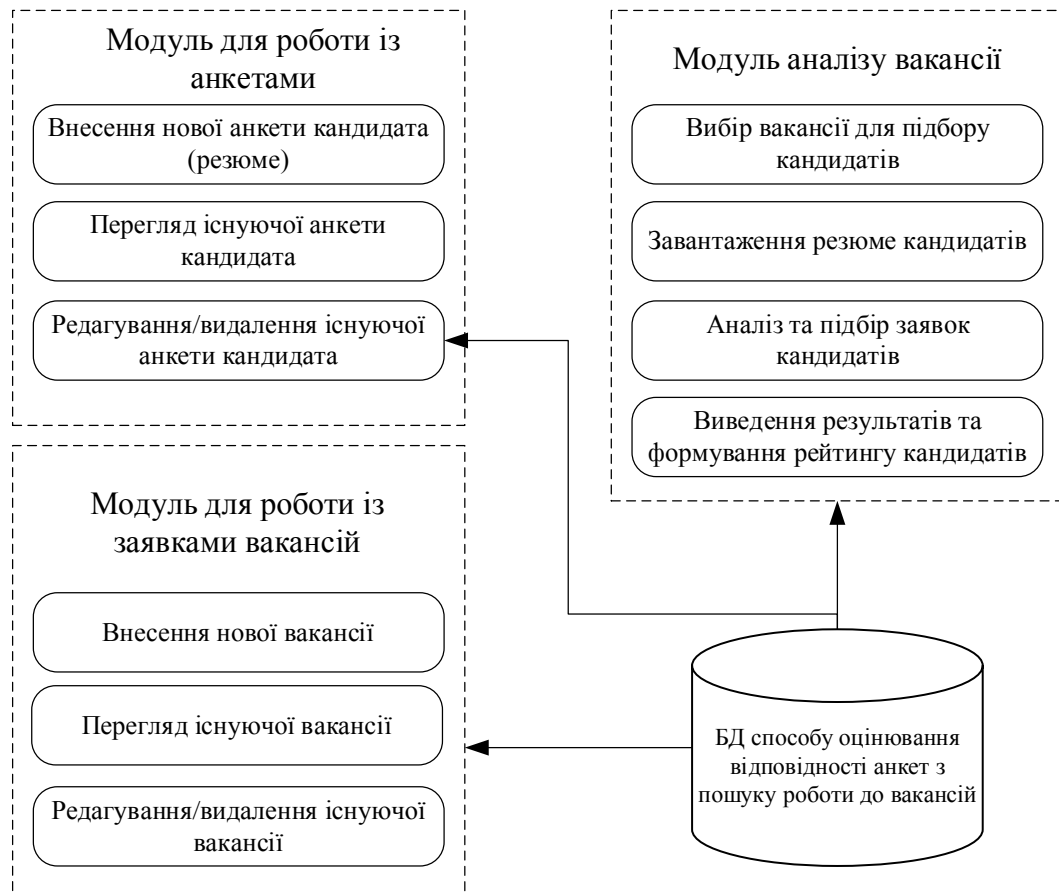 Модуль для роботи із
анкетами
Внесення нової анкети кандидата
(резюме)
Перегляд існуючої анкети
кандидата
Редагування/видалення існуючої
анкети кандидата
Модуль аналізу вакансії
Вибір вакансії для підбору
кандидатів
Завантаження резюме кандидатів
Аналіз та підбір заявок
кандидатів
Виведення результатів та
формування рейтингу кандидатів
Модуль для роботи із
заявками вакансій
Внесення нової вакансії
Перегляд існуючої вакансії
Редагування/видалення існуючої
вакансії
БД способу оцінювання
відповідності анкет з
пошуку роботи до вакансій